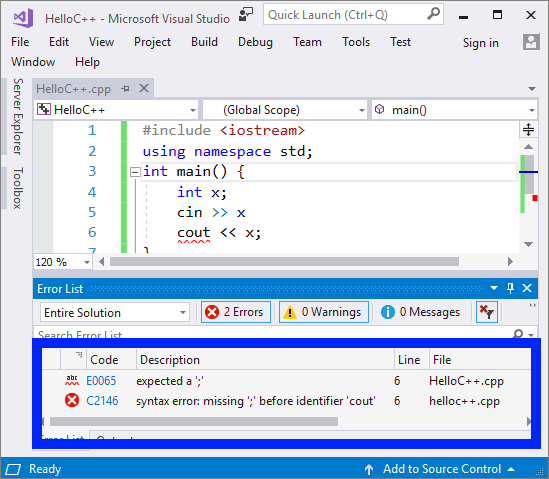 HelloC++ - Microsoft Visual Studio
Quick Launch (Ctrl+Q)
File Edit View Project Build Debug Team Tools Test Sign in
Window Help
Server Explorer
Toolbox
HelloC++.cpp
HelloC++ (Global Scope) main()
1 #include <iostream>
2 using namespace std;
3 int main() {
4 int x;
5 cin >> x
6 cout << x;
7 }
120 %
Error List
Entire Solution 2 Errors 0 Warnings 0 Messages
Search Error List
Code Description Line File
abc E0065 expected a ';' 6 HelloC++.cpp
C2146 syntax error: missing ';' before identifier 'cout' 6 helloc++.cpp
Error List Output
Ready Add to Source Control